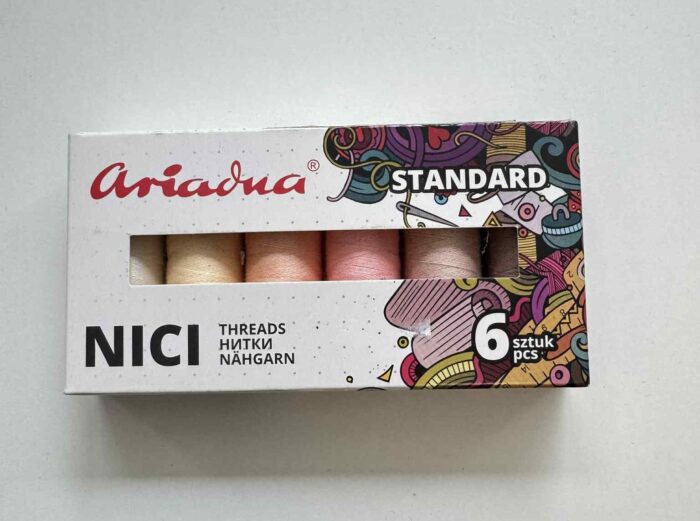 Ariadna®
STANDARD
NICI
THREADS
НИТКИ
NÄHGARN
6 sztuk
pcs